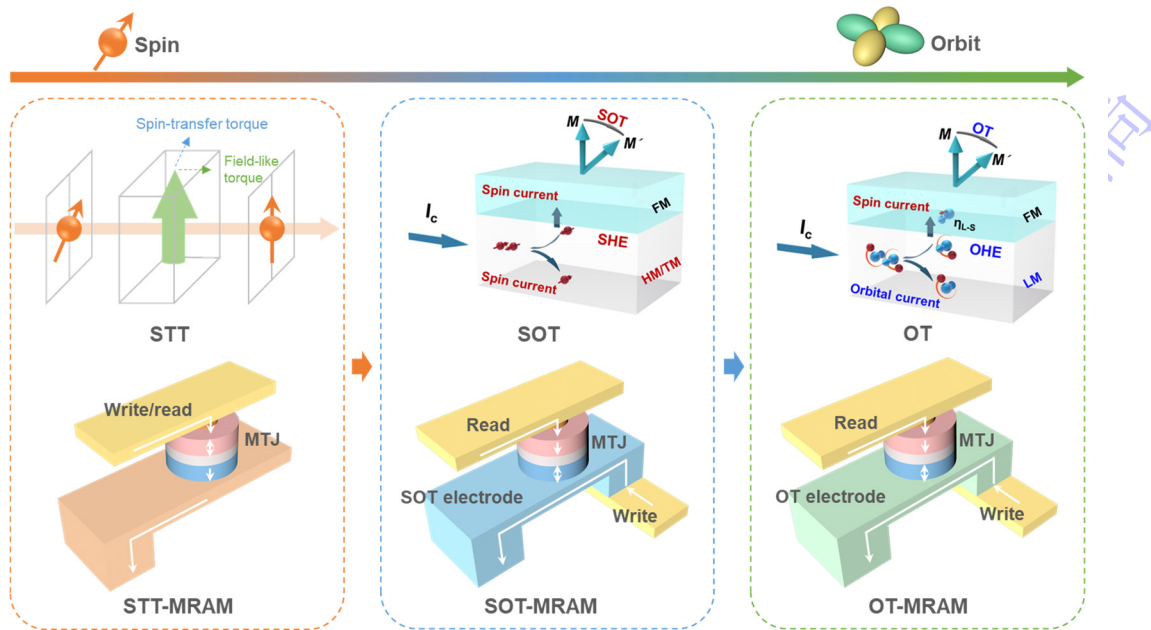 Spin
Orbit
Spin-transfer torque
Field-like
torque
STT
Write/read
MTJ
STT-MRAM
M
SOT
M´
Spin current
FM
Ic
SHE
Spin current
HM/TM
SOT
Read
MTJ
SOT electrode
Write
SOT-MRAM
M
OT
M´
Spin current
FM
ηL-S
Ic
OHE
Orbital current
LM
OT
Read
MTJ
OT electrode
Write
OT-MRAM